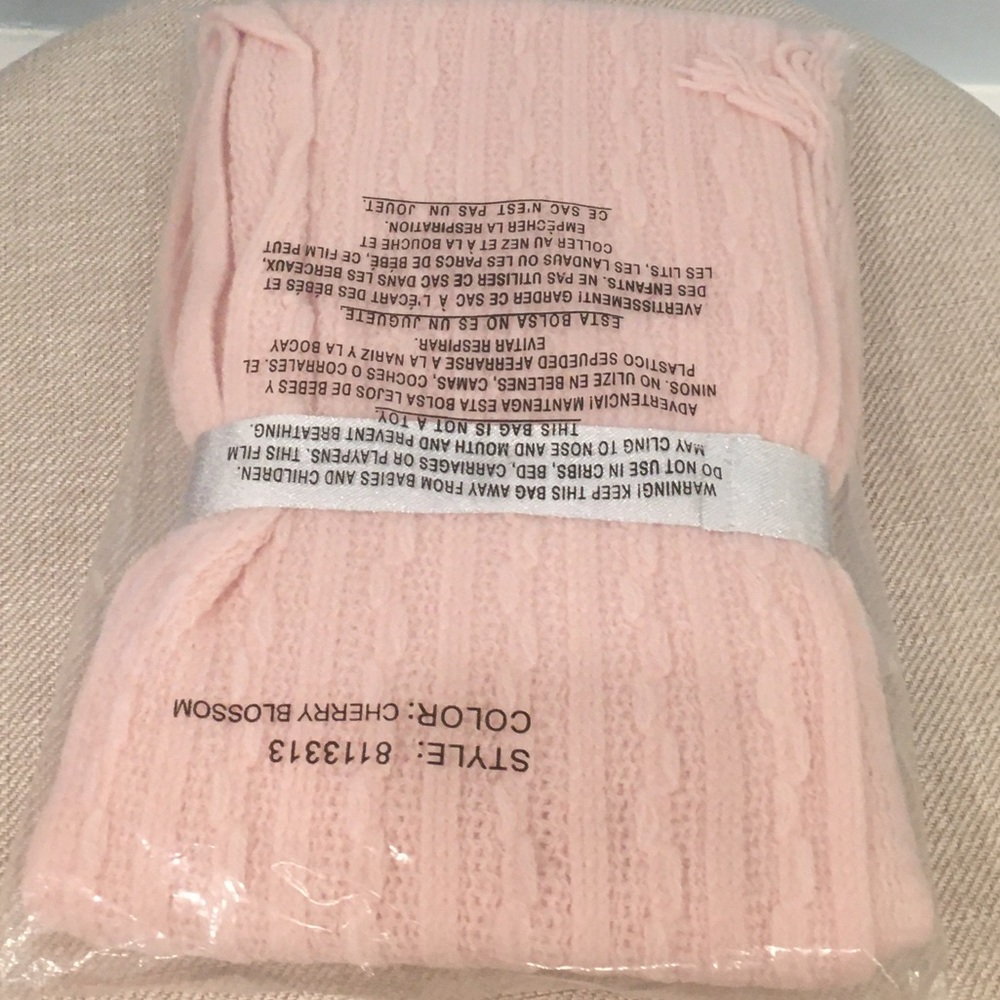 STYLE: 8113313
COLOR: CHERRY BLOSSOM
WARNING! KEEP THIS BAG AWAY FROM BABIES AND CHILDREN.
DO NOT USE IN CRIBS, BED, CARRIAGES OR PLAYPENS. THIS FILM
MAY CLING TO NOSE AND MOUTH AND PREVENT BREATHING.
THIS BAG IS NOT A TOY
ADVERTENCIA! MANTENGA ESTA BOLSA LEJOS DE BEBES Y
NINOS. NO ULIZE EN BELENES, CAMAS, COCHES O CORRALES. EL
PLASTICO SEPUEDED AFERRARSE A LA NARIZ Y LA BOCAY
EVITAR RESPIRAR.
ESTA BOLSA NO ES UN JUGUETE.
AVERTISSEMENT! GARDER CE SAC À L'ÉCART DES BÉBÉS ET
DES ENFANTS. NE PAS UTILISER CE SAC DANS LES BERCEAUX,
LES LITS, LES LANDAUS OU LES PARCS DE BÉBÉ, CE FILM PEUT
COLLER AU NEZ ET À LA BOUCHE ET
EMPÊCHER LA RESPIRATION.
CE SAC N'EST PAS UN JOUET.